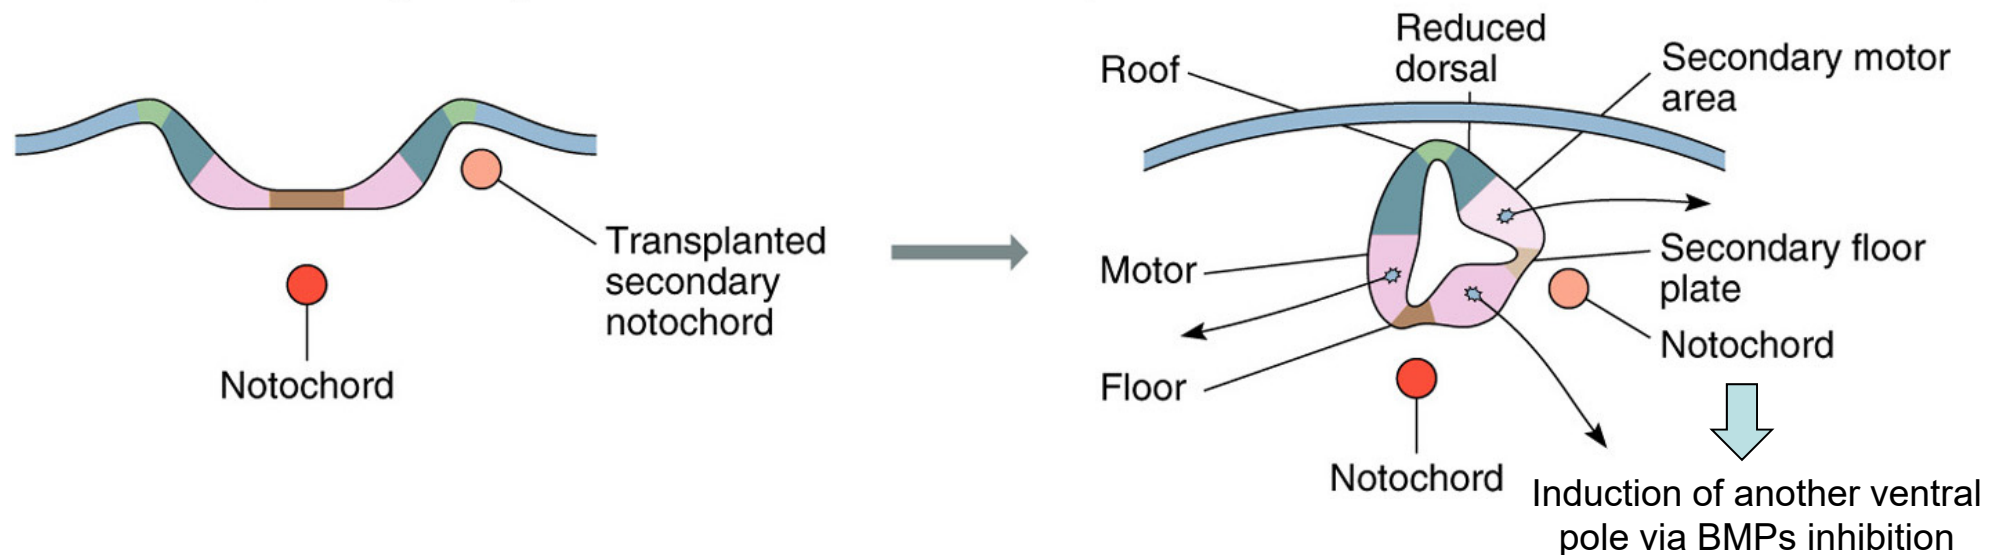 Transplanted
secondary
notochord
Notochord
Roof
Reduced
dorsal
Secondary motor
area
Motor
Secondary floor
plate
Notochord
Floor
Notochord
Induction of another ventral
pole via BMPs inhibition